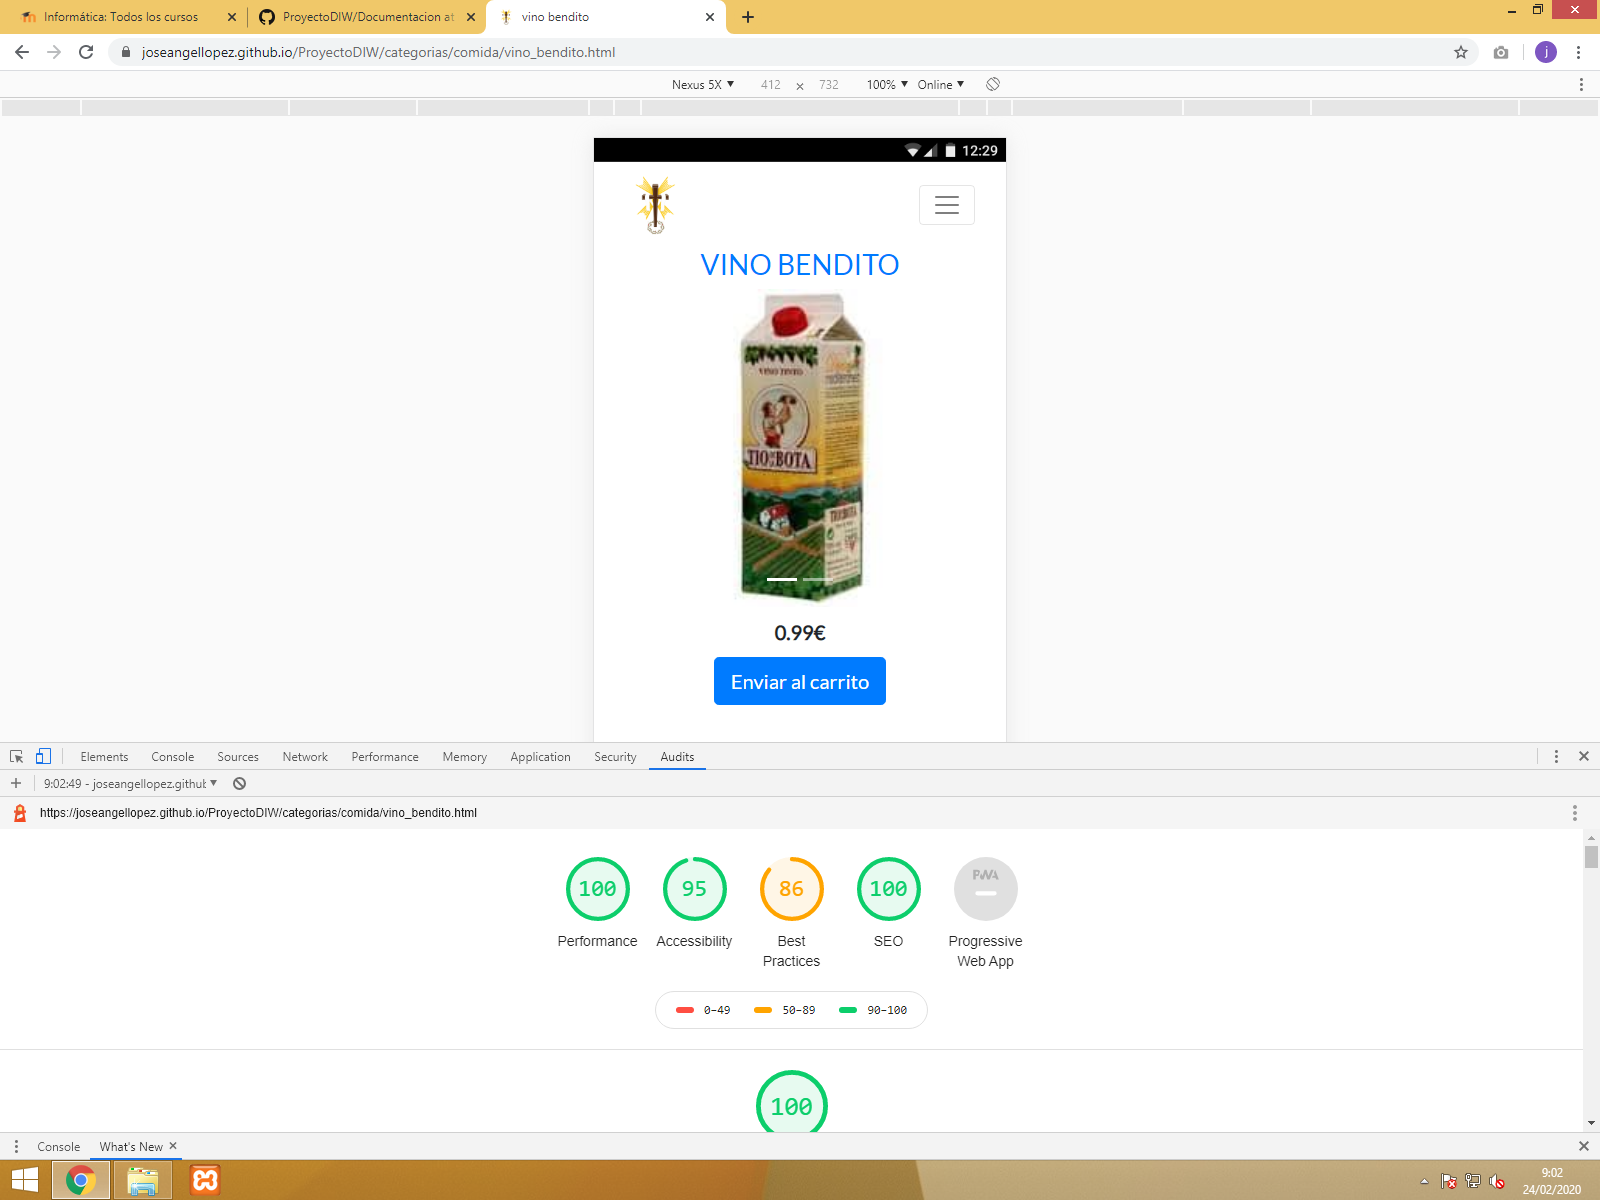 Informática: Todos los cursos
ProyectoDIW/Documentacion at
vino bendito
joseangellopez.github.io/ProyectoDIW/categorias/comida/vino_bendito.html
j
Nexus 5X 412 x 732 100% Online
12:29
VINO BENDITO
VINO TINTO
TIO BOTA
0.99€
Enviar al carrito
Elements Console Sources Network Performance Memory Application Security Audits
9:02:49 - joseangellopez.githut
https://joseangellopez.github.io/ProyectoDIW/categorias/comida/vino_bendito.html
100 95 86 100 PWA
Performance Accessibility Best Practices SEO Progressive Web App
0–49 50–89 90–100
100
Console What's New
9:02
24/02/2020